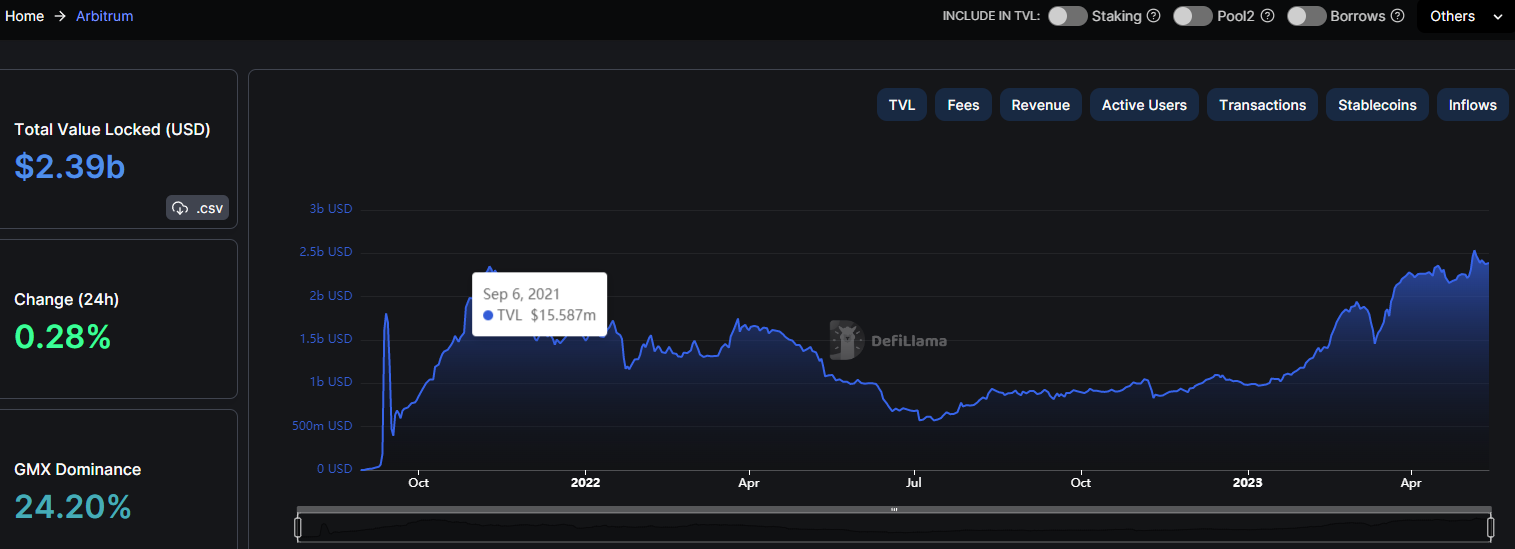 Home → Arbitrum
INCLUDE IN TVL: Staking Pool2 Borrows Others
Total Value Locked (USD)
$2.39b
.csv
Change (24h)
0.28%
GMX Dominance
24.20%
TVL Fees Revenue Active Users Transactions Stablecoins Inflows
3b USD
2.5b USD
2b USD
1.5b USD
1b USD
500m USD
0 USD
Sep 6, 2021
TVL $15.587m
DefiLlama
Oct 2022 Apr Jul Oct 2023 Apr